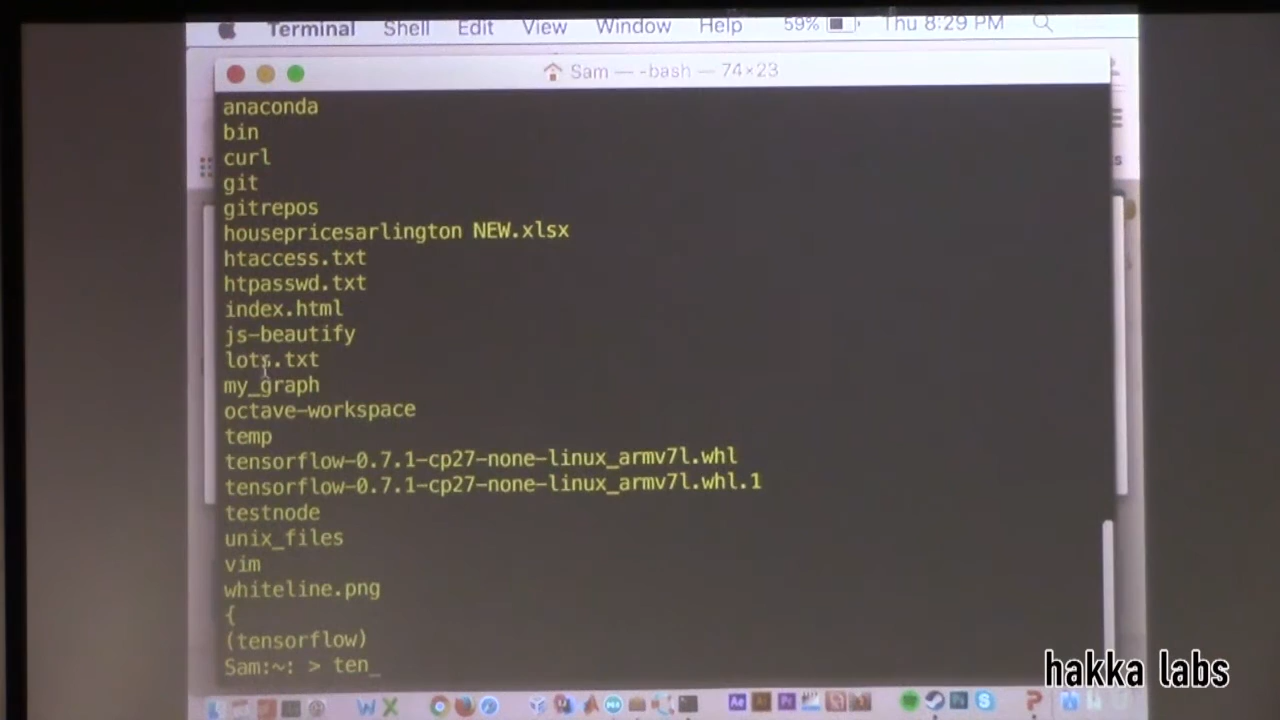 Terminal Shell Edit View Window Help 59% Thu 8:29 PM
Sam — -bash — 74×23
anaconda
bin
curl
git
gitrepos
housepricesarlington NEW.xlsx
htaccess.txt
htpasswd.txt
index.html
js-beautify
lots.txt
my_graph
octave-workspace
temp
tensorflow-0.7.1-cp27-none-linux_armv7l.whl
tensorflow-0.7.1-cp27-none-linux_armv7l.whl.1
testnode
unix_files
vim
whiteline.png
{
(tensorflow)
Sam:~: > ten_
hakka labs